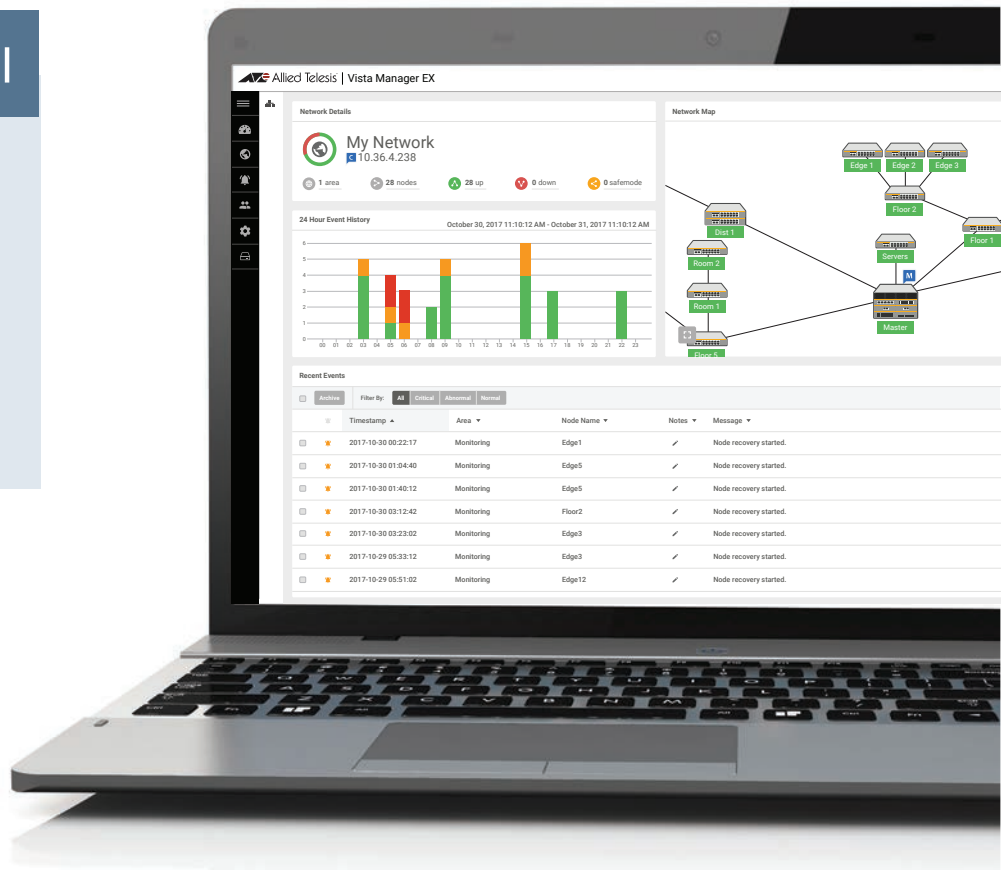 Allied Telesis | Vista Manager EX
Network Details
My Network
C 10.36.4.238
1 area
28 nodes
28 up
0 down
0 safemode
24 Hour Event History
October 30, 2017 11:10:12 AM - October 31, 2017 11:10:12 AM
6
5
4
3
2
1
0
00 01 02 03 04 05 06 07 08 09 10 11 12 13 14 15 16 17 18 19 20 21 22 23
Network Map
Edge 1 Edge 2 Edge 3
Floor 2
Dist 1
Floor 1
Servers
Room 2
M
Room 1
Master
Floor 5
Recent Events
Archive Filter By: All Critical Abnormal Normal
Timestamp Area Node Name Notes Message
2017-10-30 00:22:17 Monitoring Edge1 Node recovery started.
2017-10-30 01:04:40 Monitoring Edge5 Node recovery started.
2017-10-30 01:40:12 Monitoring Edge5 Node recovery started.
2017-10-30 03:12:42 Monitoring Floor2 Node recovery started.
2017-10-30 03:23:02 Monitoring Edge3 Node recovery started.
2017-10-29 05:33:12 Monitoring Edge3 Node recovery started.
2017-10-29 05:51:02 Monitoring Edge12 Node recovery started.
Q W E R T Y U I O P
A S D F G H J K L
Z X C V B N M
Ctrl Fn Alt Alt Ctrl Fn